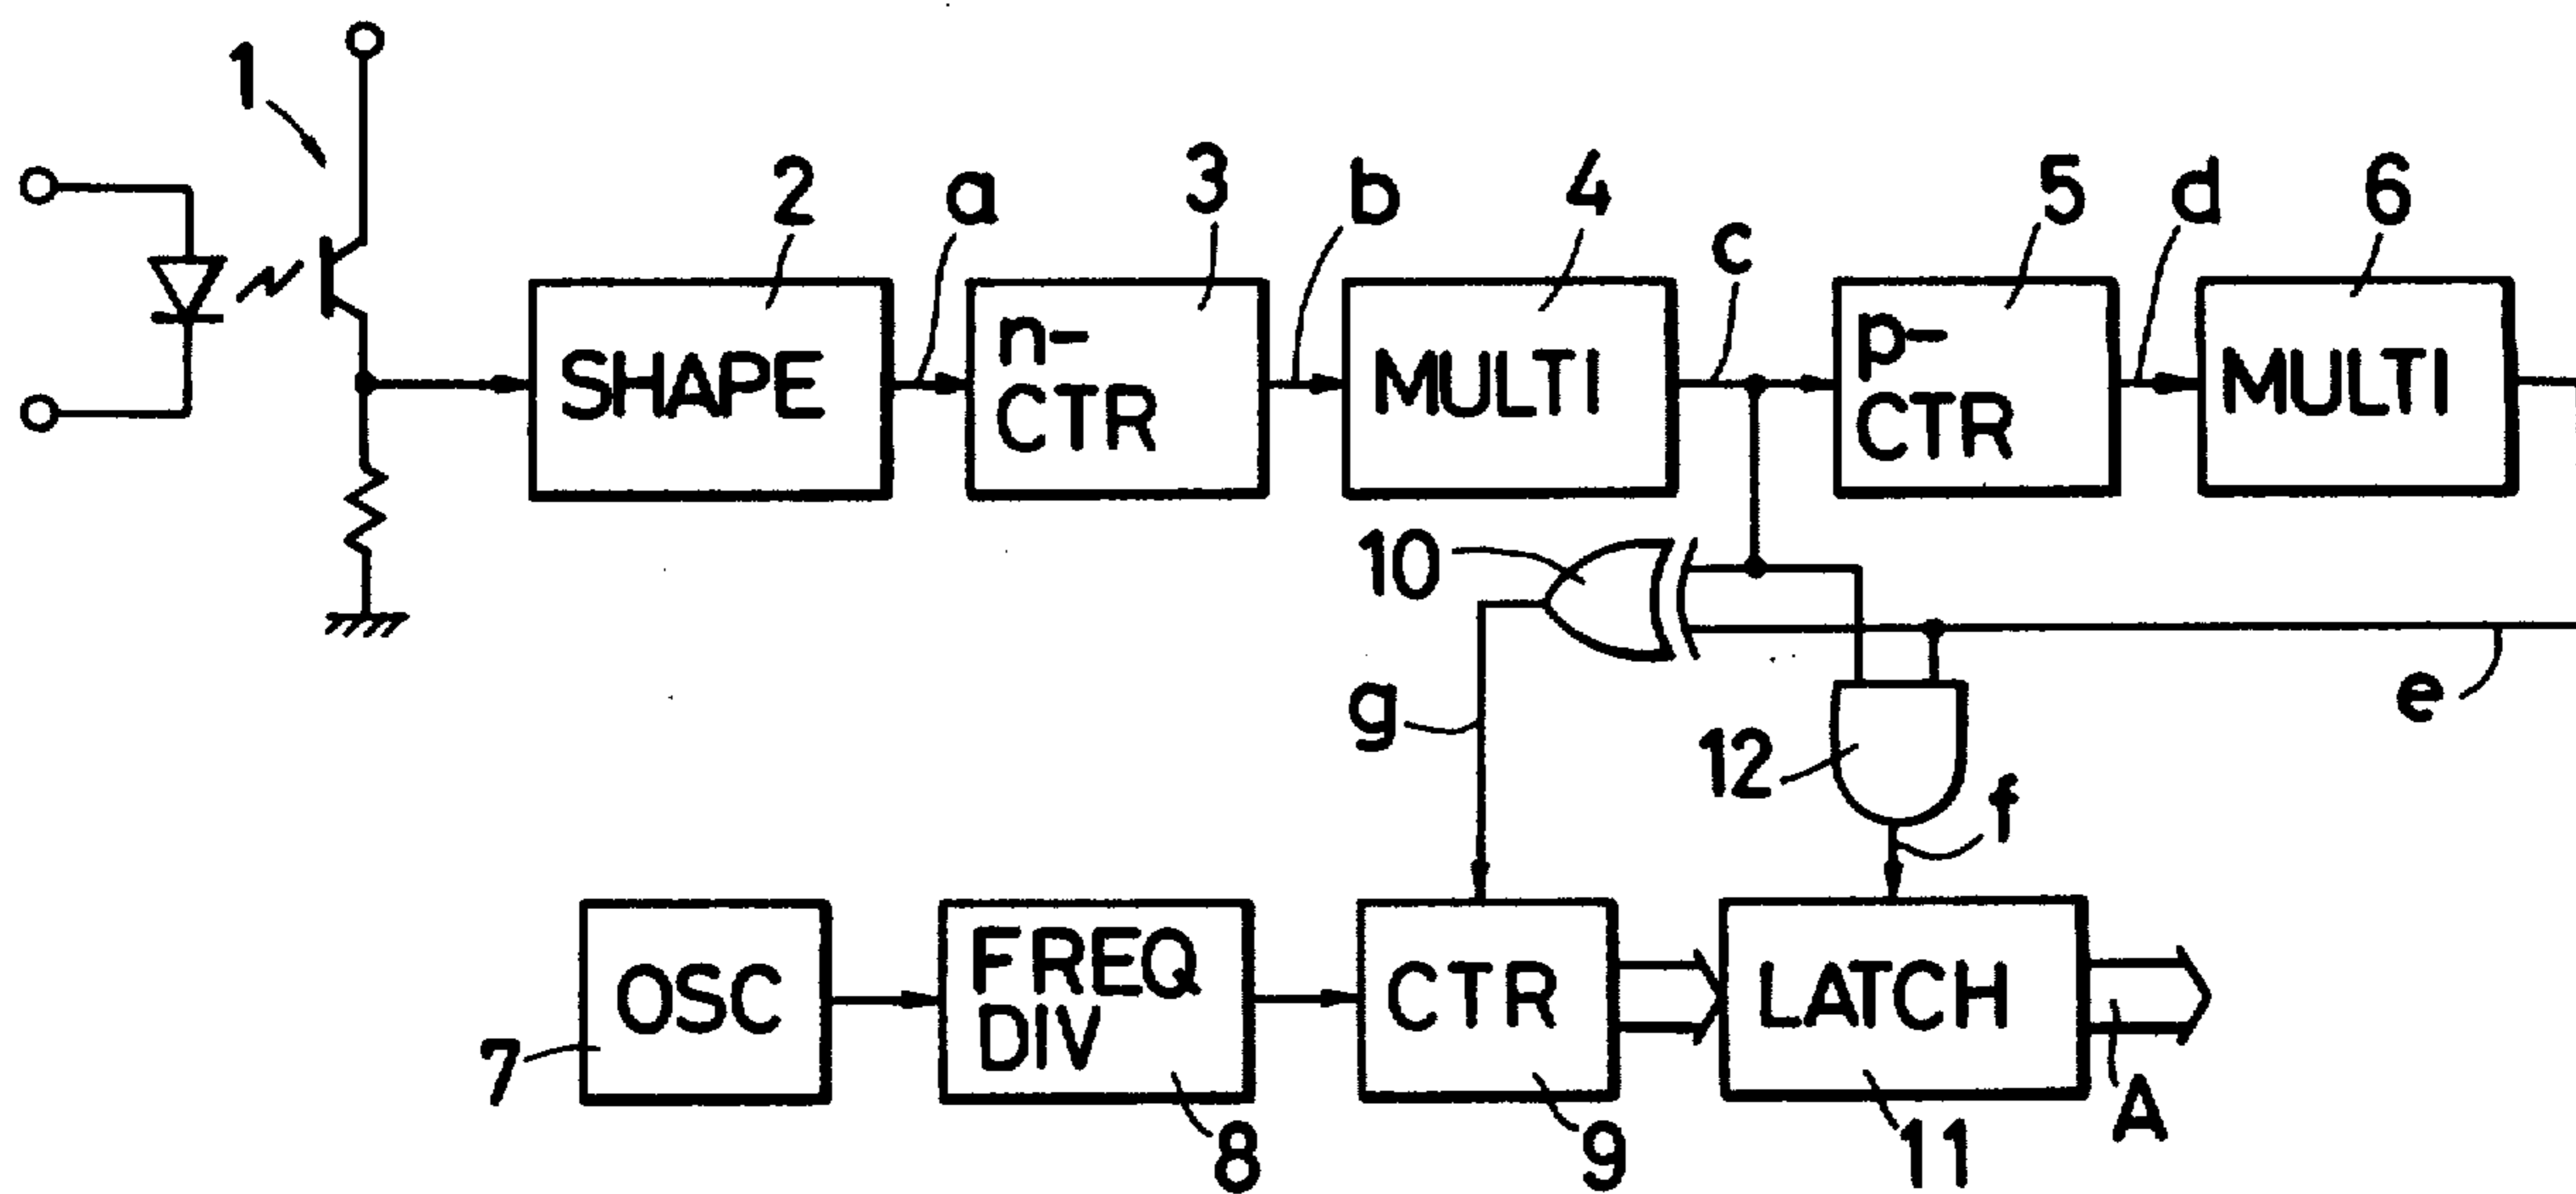 1
2
a
3
b
4
c
5
d
6
SHAPE
n-
CTR
MULTI
p-
CTR
MULTI
10
g
12
e
f
7
OSC
FREQ
DIV
8
CTR
9
LATCH
11
A